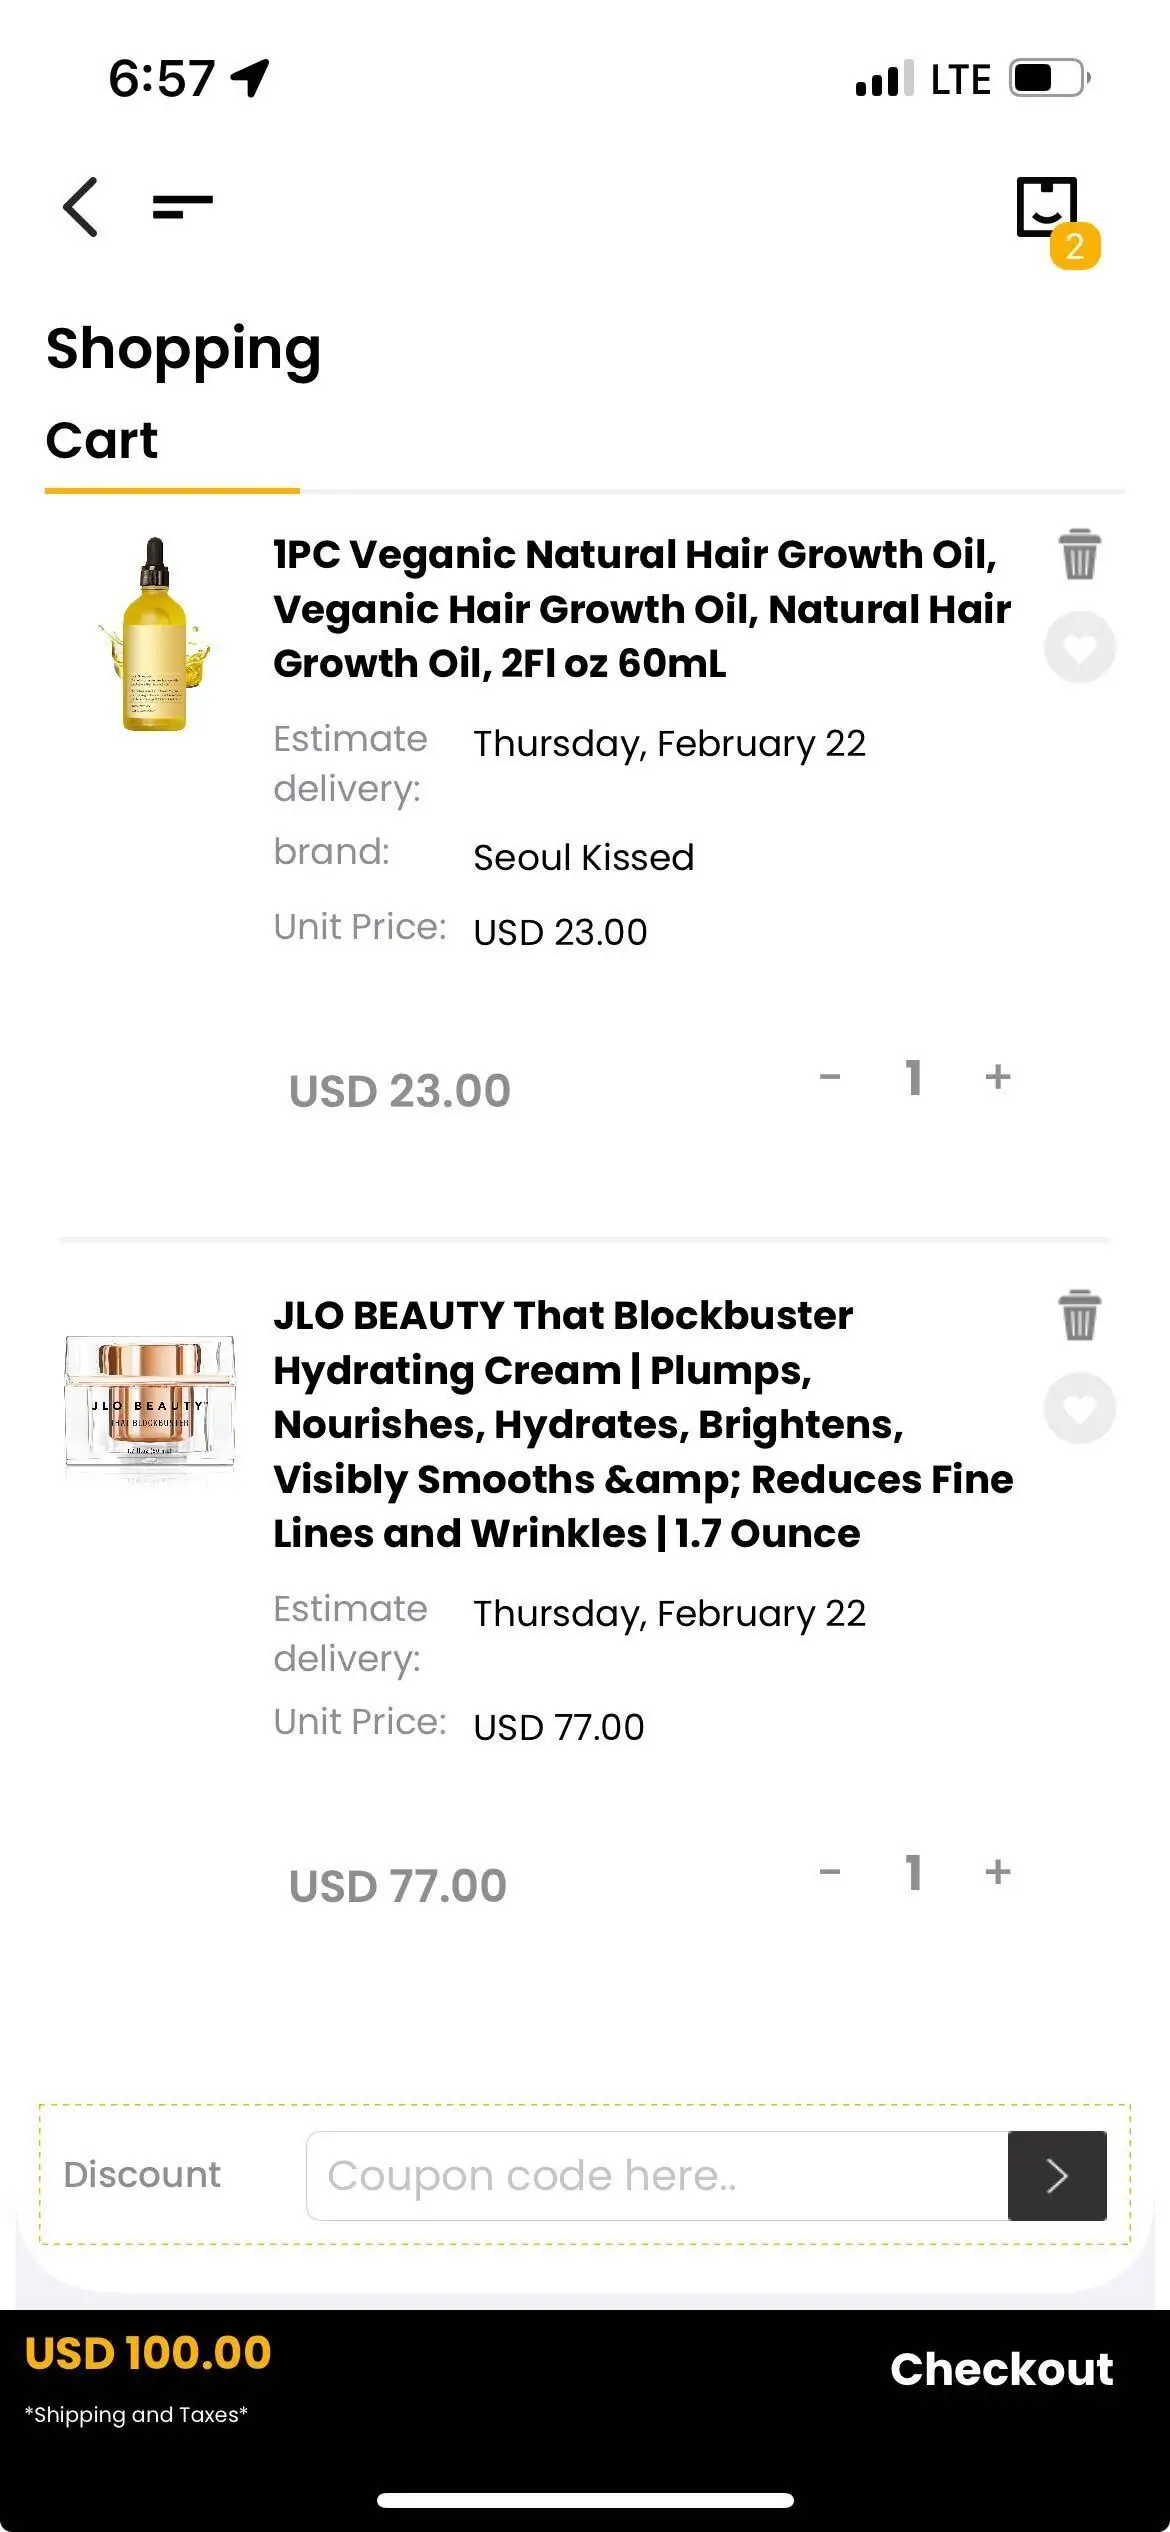 6:57
LTE
2
Shopping
Cart
1PC Veganic Natural Hair Growth Oil,
Veganic Hair Growth Oil, Natural Hair
Growth Oil, 2Fl oz 60mL
Estimate
delivery:
Thursday, February 22
brand:
Seoul Kissed
Unit Price:
USD 23.00
USD 23.00
- 1 +
JLO BEAUTY That Blockbuster
Hydrating Cream | Plumps,
Nourishes, Hydrates, Brightens,
Visibly Smooths &amp; Reduces Fine
Lines and Wrinkles | 1.7 Ounce
JLO BEAUTY
THAT BLOCKBUSTER
Estimate
delivery:
Thursday, February 22
Unit Price:
USD 77.00
USD 77.00
- 1 +
Discount
Coupon code here..
USD 100.00
*Shipping and Taxes*
Checkout